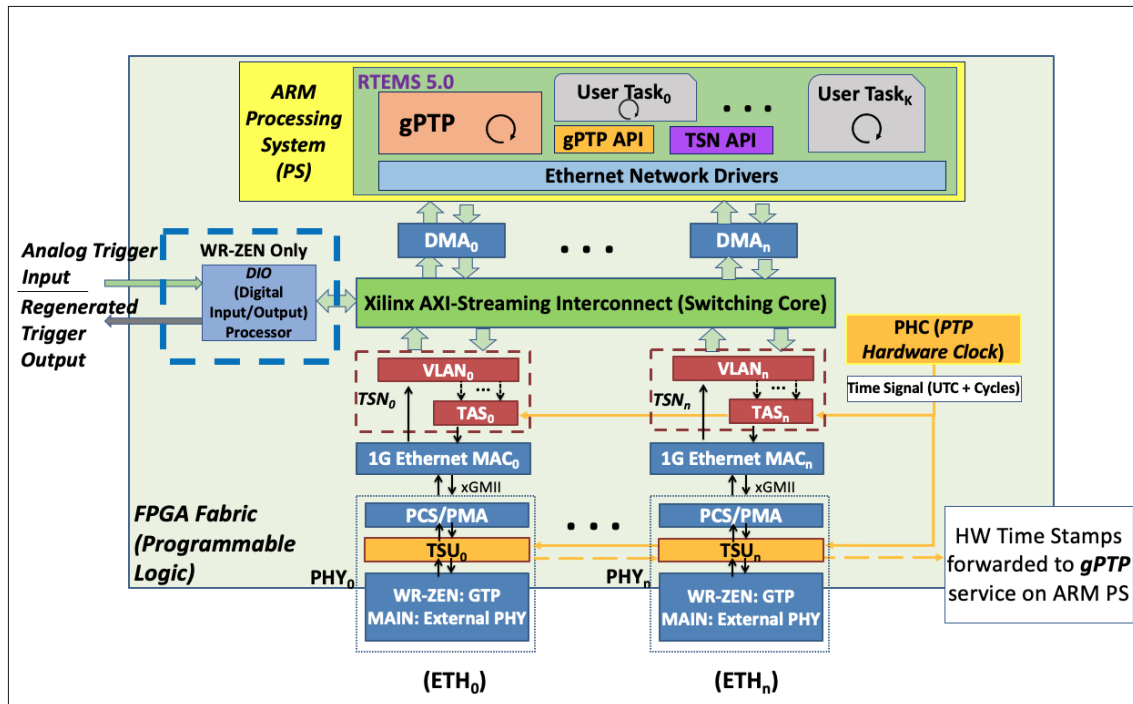 ARM
Processing
System
(PS)
RTEMS 5.0
gPTP
User Task0
gPTP API
TSN API
• • •
User TaskK
Ethernet Network Drivers
DMA0
• • •
DMAn
Analog Trigger
Input
Regenerated
Trigger
Output
WR-ZEN Only
DIO
(Digital
Input/Output)
Processor
Xilinx AXI-Streaming Interconnect (Switching Core)
PHC (PTP
Hardware Clock)
Time Signal (UTC + Cycles)
VLAN0
...
TSN0
TAS0
VLANn
...
TSNn
TASn
1G Ethernet MAC0
1G Ethernet MACn
xGMII
xGMII
FPGA Fabric
(Programmable
Logic)
PCS/PMA
TSU0
PHY0
WR-ZEN: GTP
MAIN: External PHY
• • •
PCS/PMA
TSUn
PHYn
WR-ZEN: GTP
MAIN: External PHY
HW Time Stamps
forwarded to gPTP
service on ARM PS
(ETH0)
(ETHn)